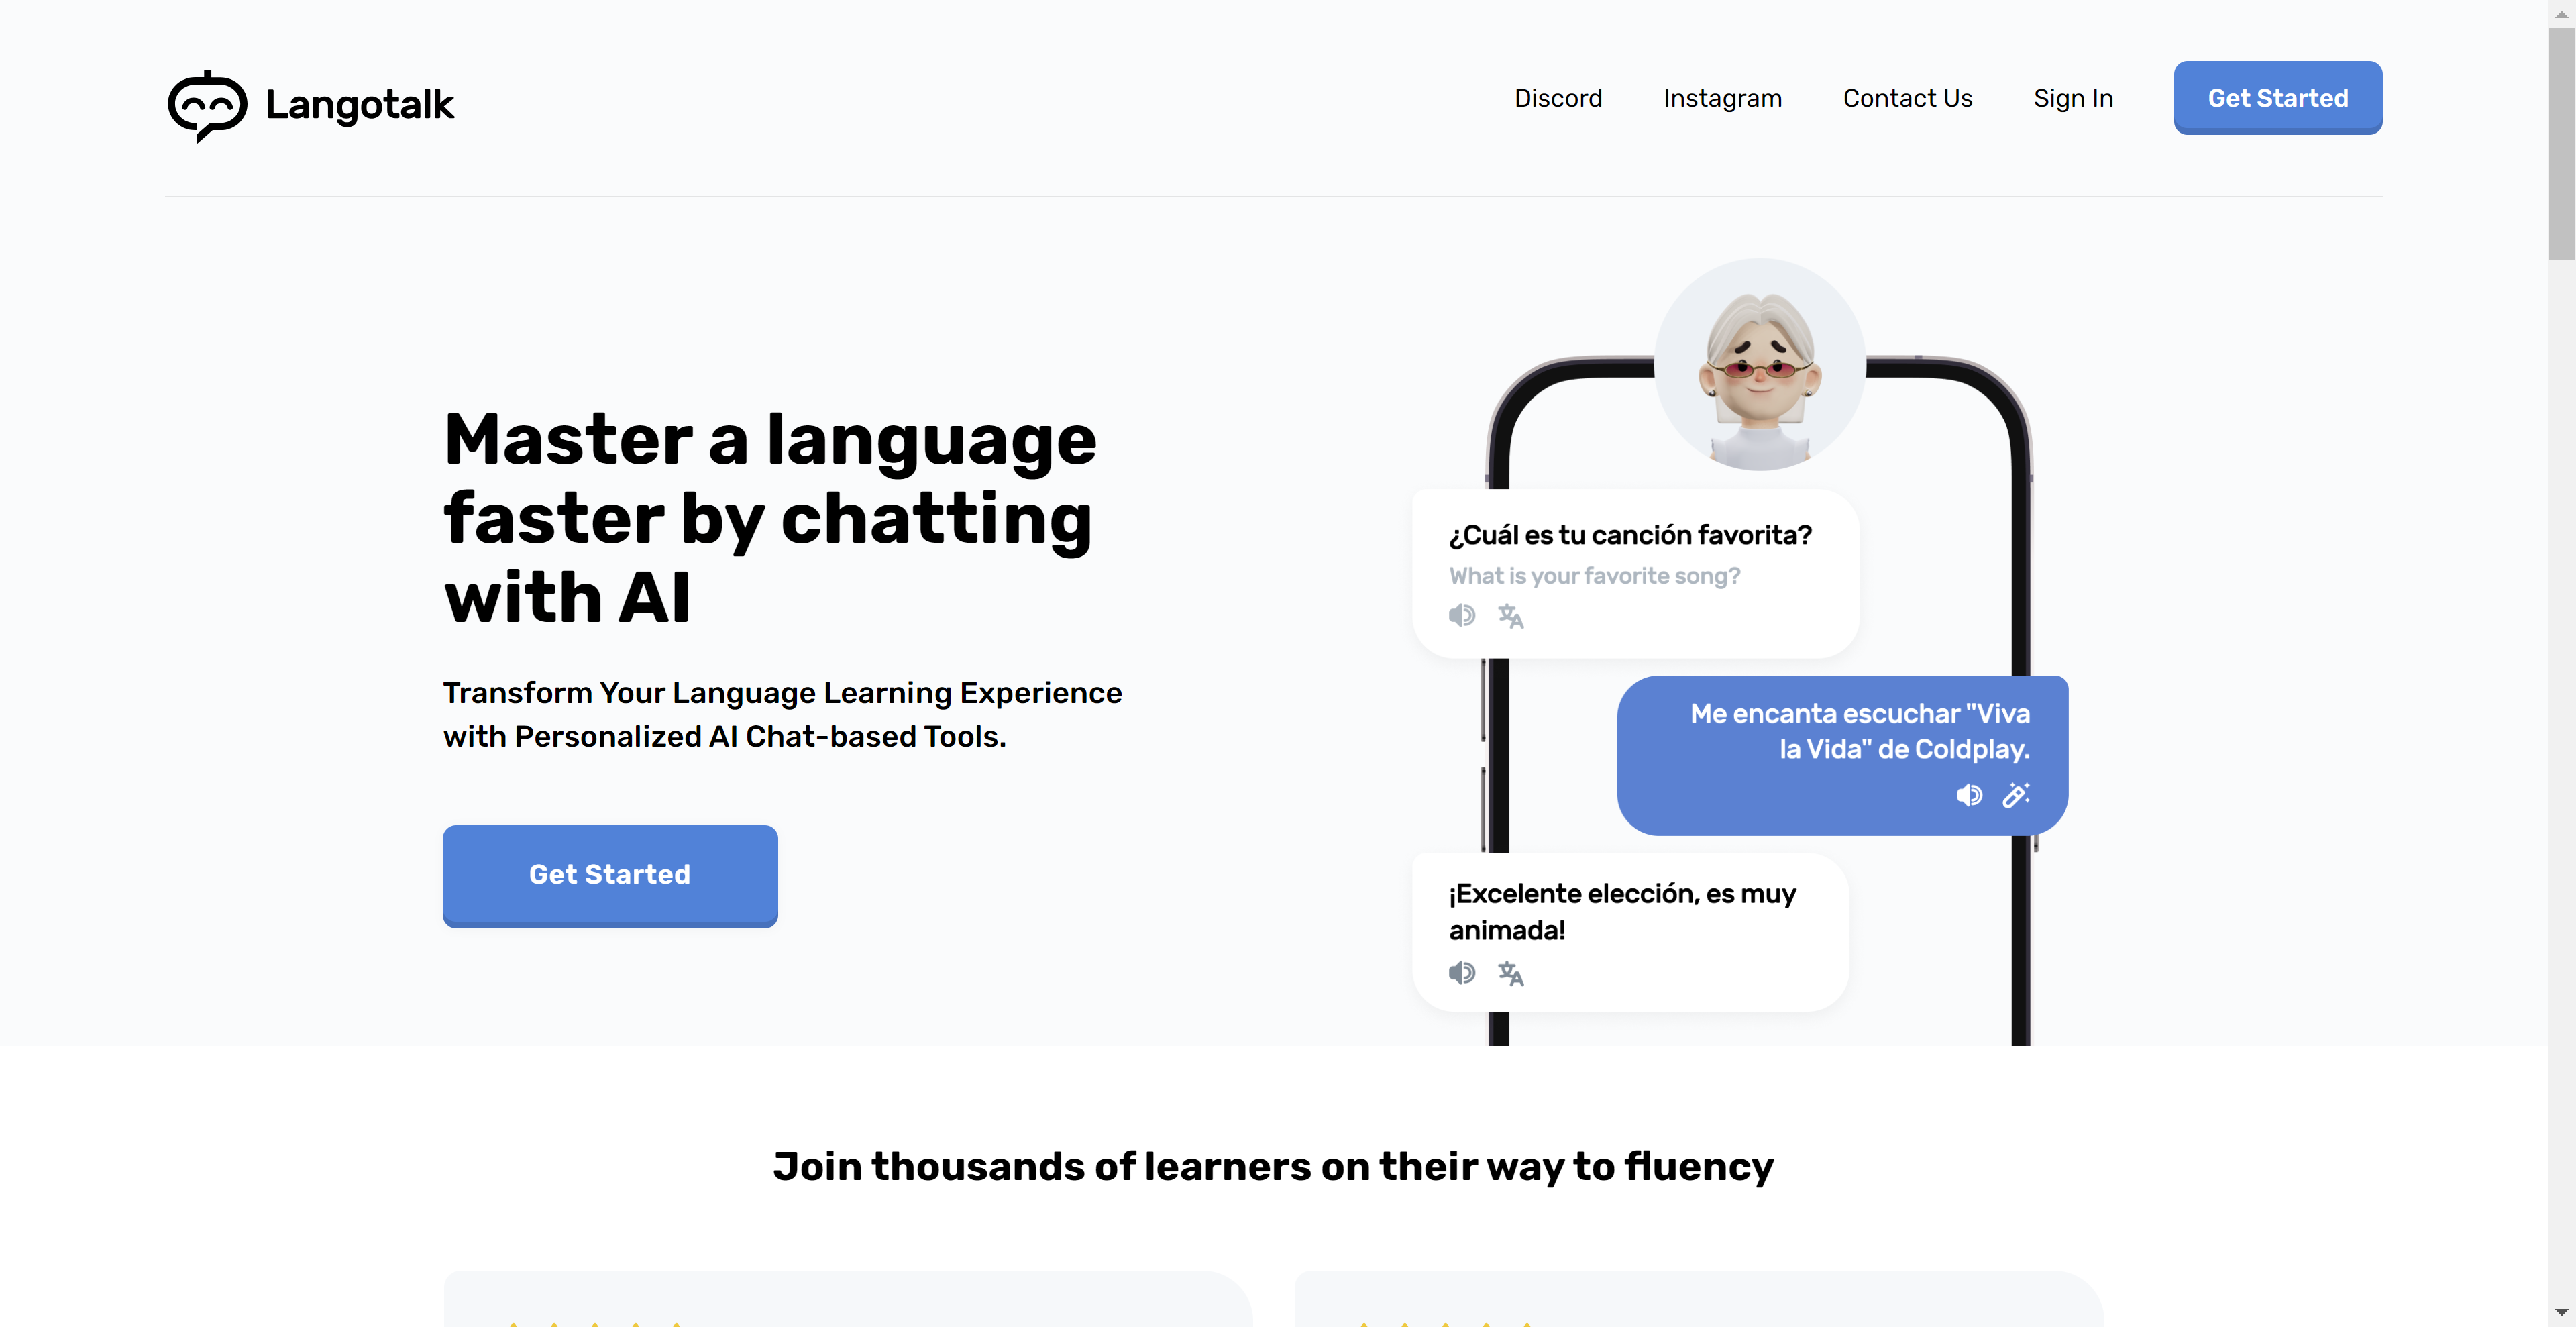 Langotalk
Discord
Instagram
Contact Us
Sign In
Get Started
Master a language
faster by chatting
with AI
Transform Your Language Learning Experience
with Personalized AI Chat-based Tools.
Get Started
¿Cuál es tu canción favorita?
What is your favorite song?
Me encanta escuchar "Viva
la Vida" de Coldplay.
¡Excelente elección, es muy
animada!
Join thousands of learners on their way to fluency